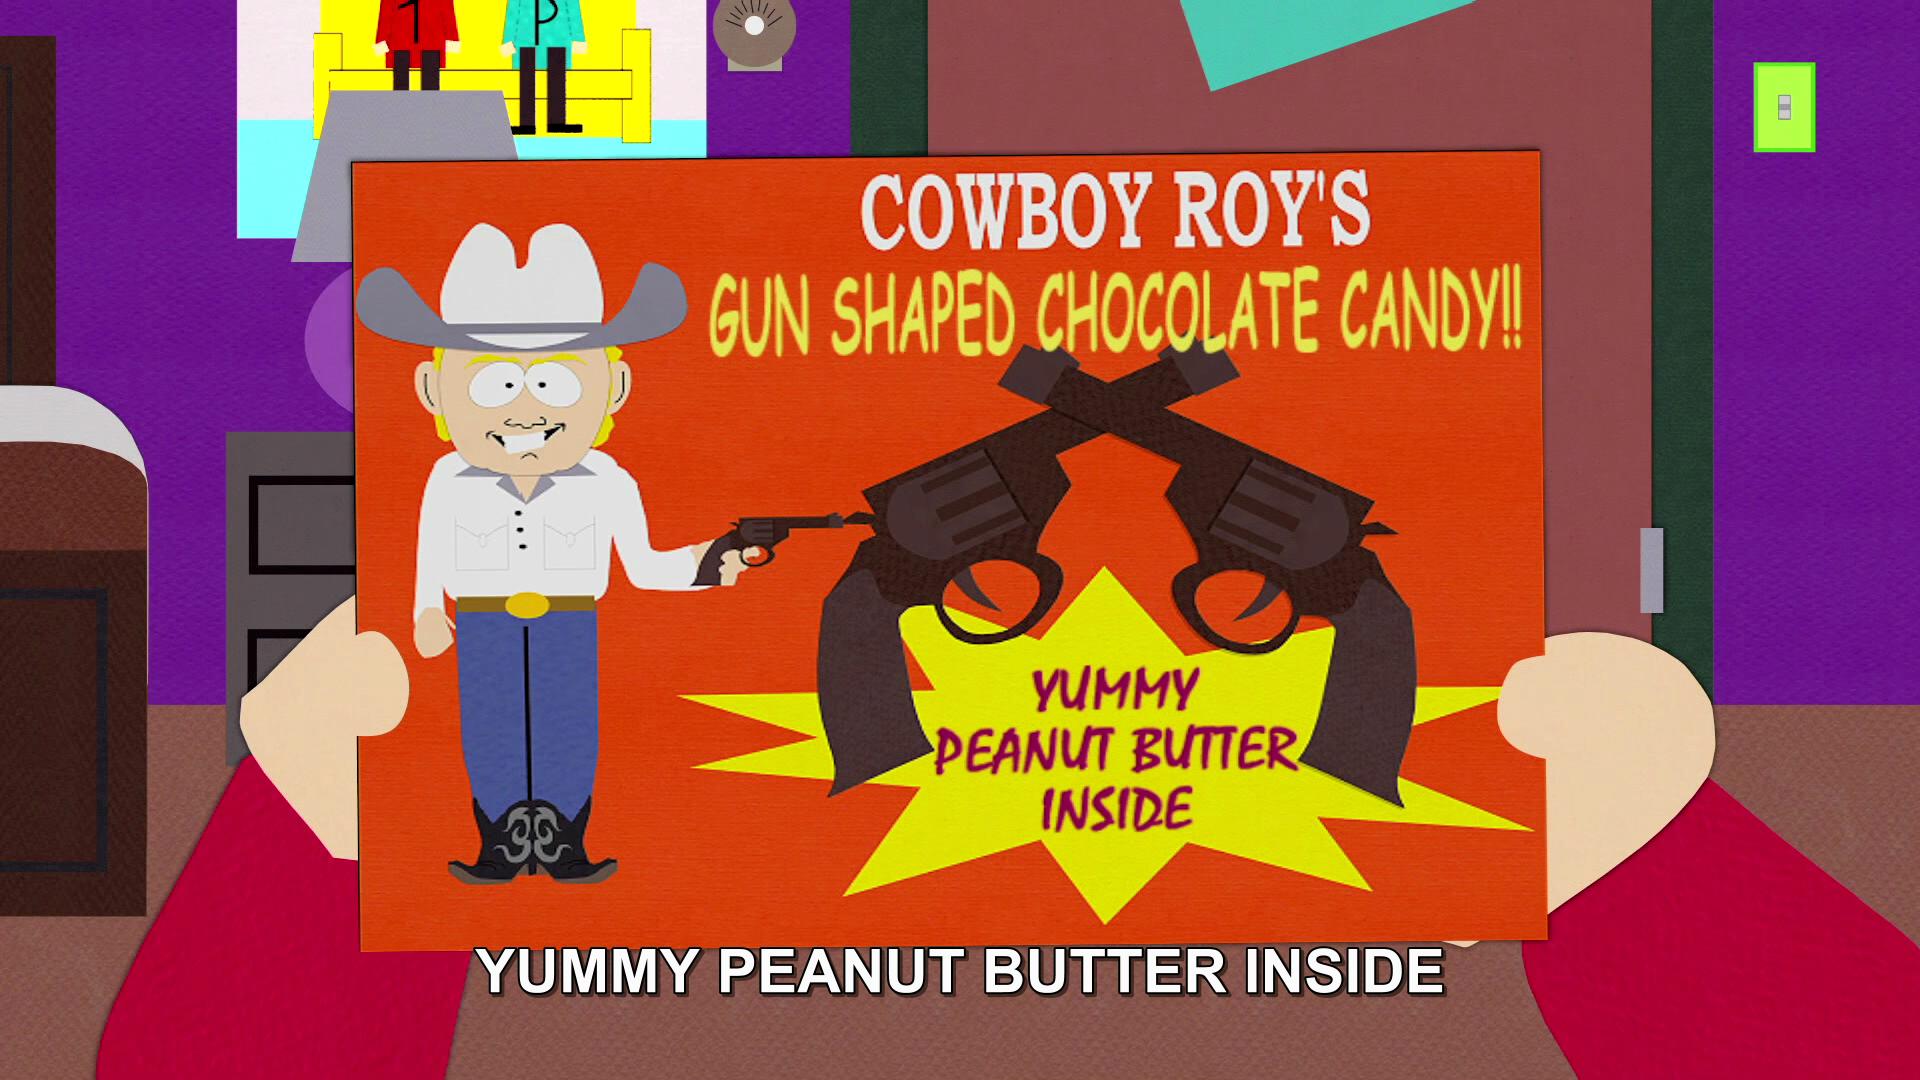 T P
COWBOY ROY'S
GUN SHAPED CHOCOLATE CANDY!!
YUMMY
PEANUT BUTTER
INSIDE
YUMMY PEANUT BUTTER INSIDE